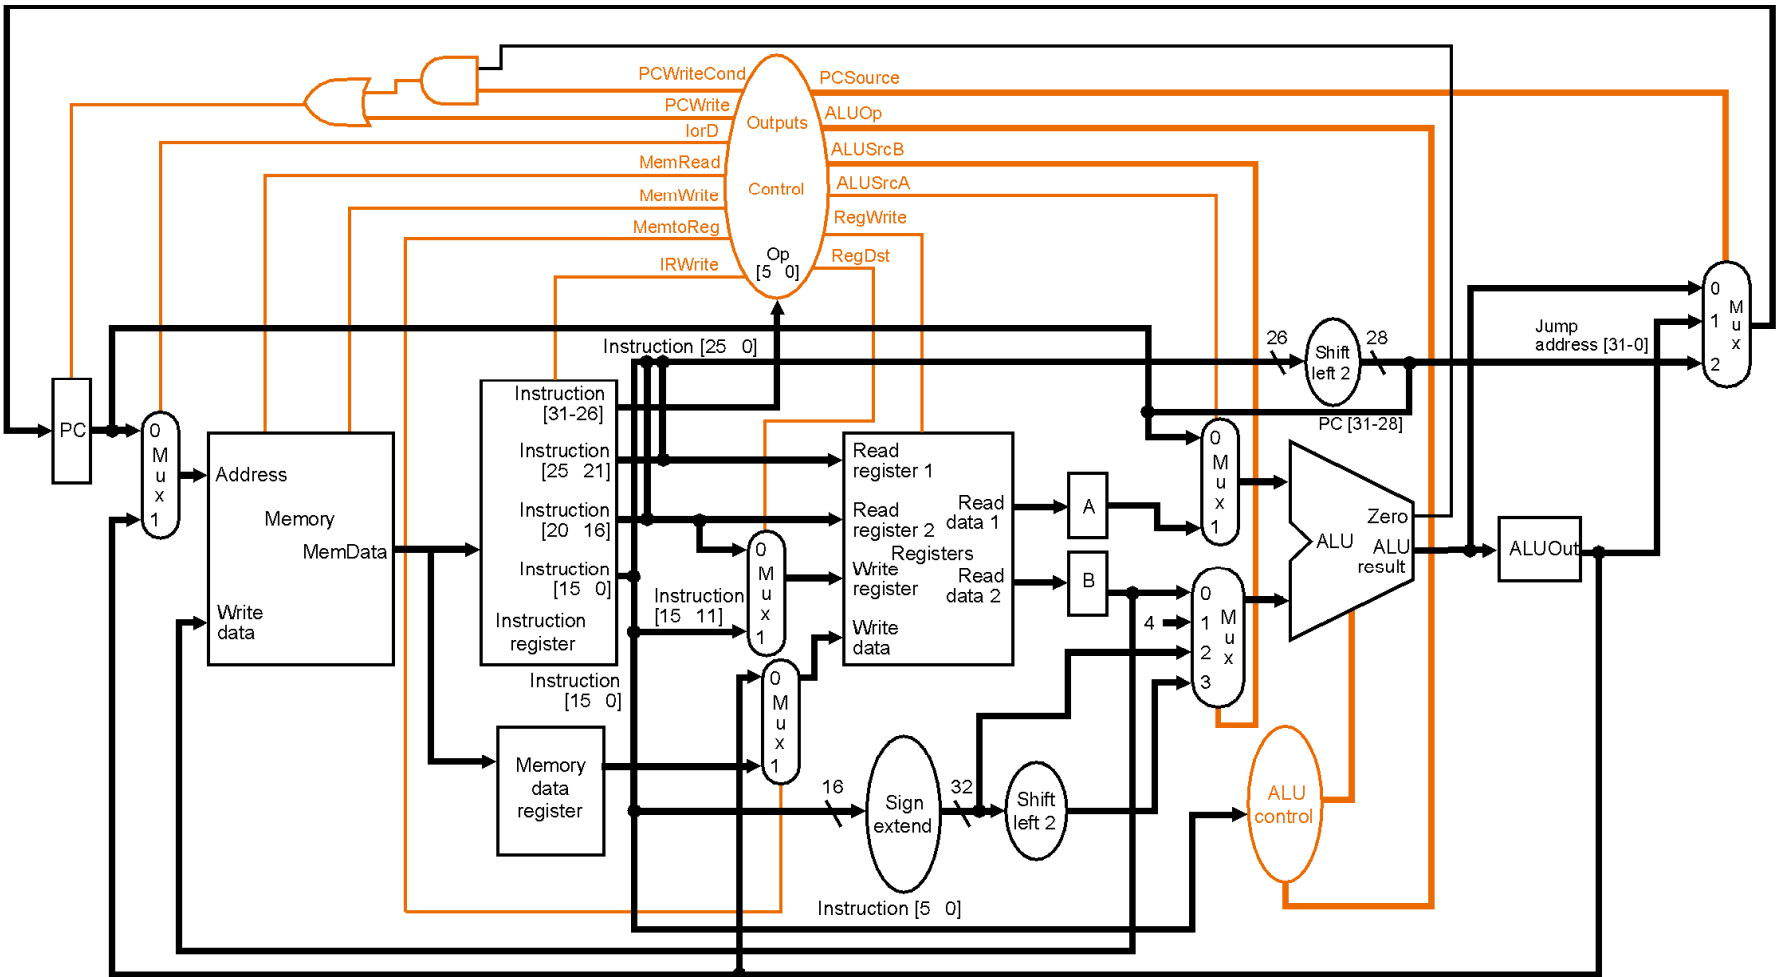 PCWriteCond
PCSource
PCWrite
ALUOp
IorD
Outputs
ALUSrcB
MemRead
ALUSrcA
Control
MemWrite
RegWrite
MemtoReg
Op
[5 0]
RegDst
IRWrite
Instruction [25 0]
26
Shift
left 2
28
Jump
address [31-0]
0
1
2
M
u
x
PC [31-28]
PC
0
M
u
x
1
Address
Memory
MemData
Write
data
Instruction
[31-26]
Instruction
[25 21]
Instruction
[20 16]
Instruction
[15 0]
Instruction
register
Instruction
[15 0]
Instruction
[15 11]
0
M
u
x
1
Read
register 1
Read
register 2
Registers
Write
register
Write
data
Read
data 1
Read
data 2
A
B
0
M
u
x
1
4
0
1
2
3
M
u
x
Zero
ALU
ALU
result
ALUOut
0
M
u
x
1
Memory
data
register
16
Sign
extend
32
Shift
left 2
ALU
control
Instruction [5 0]